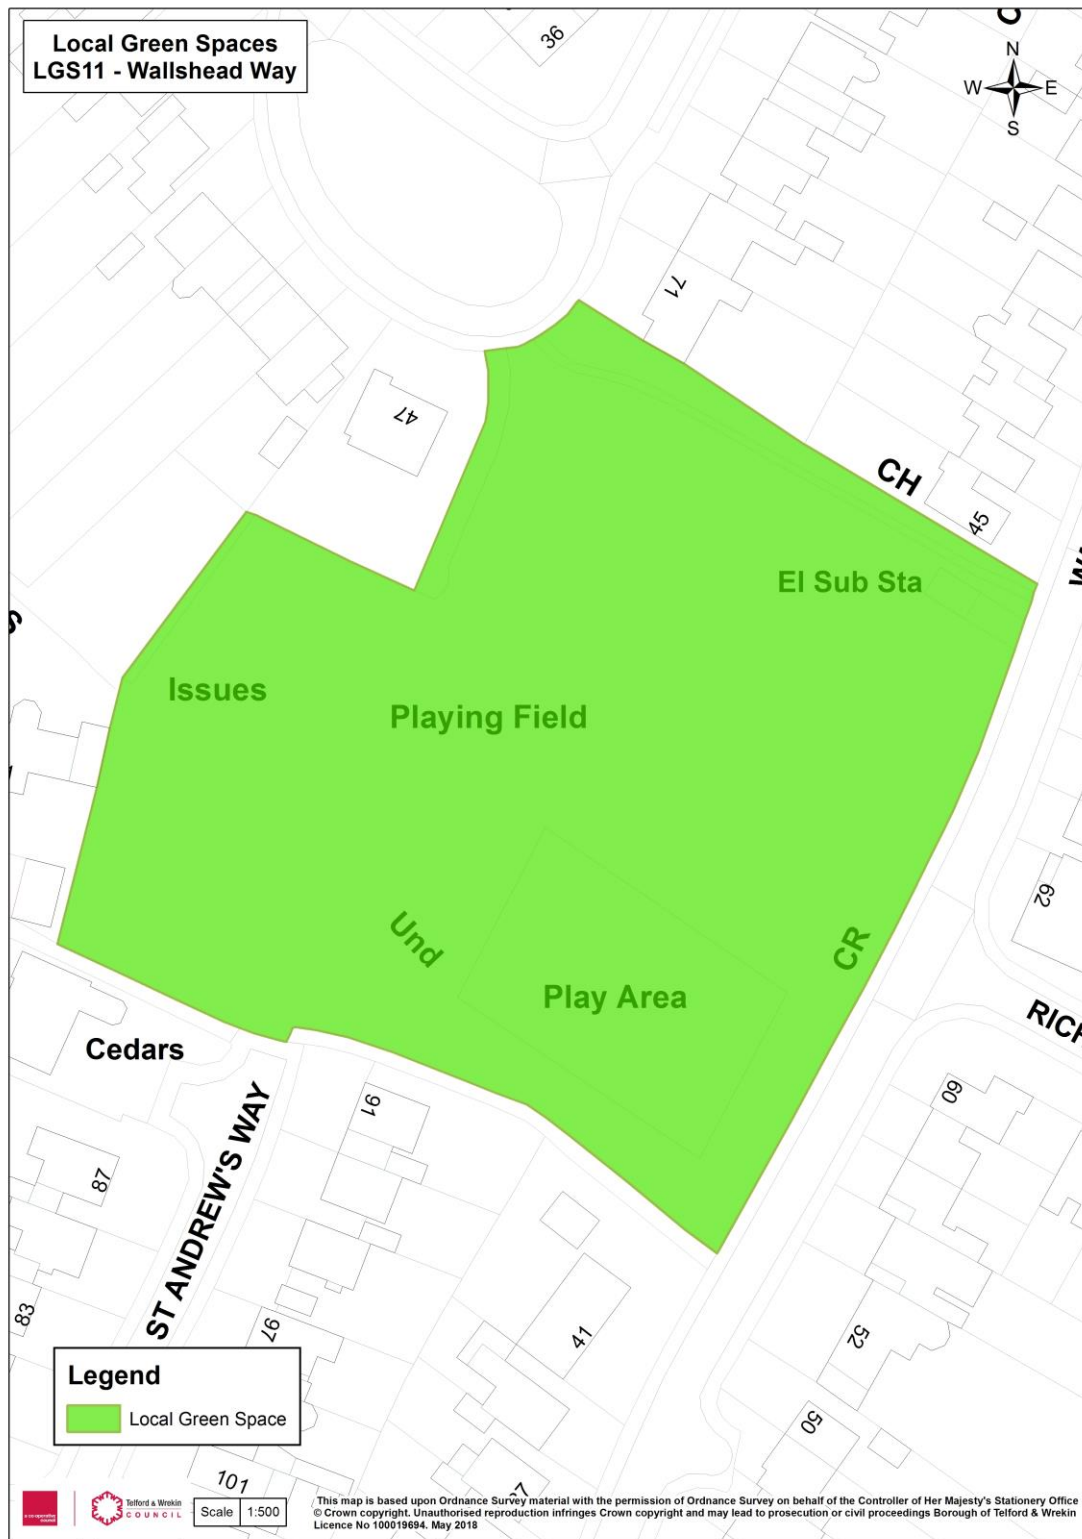 Local Green Spaces
LGS11 - Wallshead Way
N
W E
S
36
71
47
CH
45
El Sub Sta
Issues
Playing Field
Und
Play Area
CR
62
RICH
Cedars
ST ANDREW'S WAY
91
87
83
97
60
41
52
50
101
Legend
Local Green Space
Telford & Wrekin
COUNCIL
Scale 1:500
This map is based upon Ordnance Survey material with the permission of Ordnance Survey on behalf of the Controller of Her Majesty's Stationery Office
© Crown copyright. Unauthorised reproduction infringes Crown copyright and may lead to prosecution or civil proceedings Borough of Telford & Wrekin
Licence No 100019694. May 2018